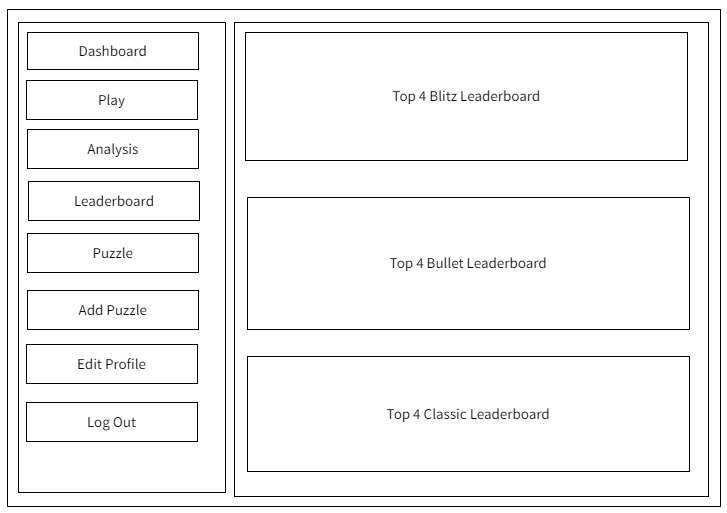 Dashboard
Play
Analysis
Leaderboard
Puzzle
Add Puzzle
Edit Profile
Log Out
Top 4 Blitz Leaderboard
Top 4 Bullet Leaderboard
Top 4 Classic Leaderboard